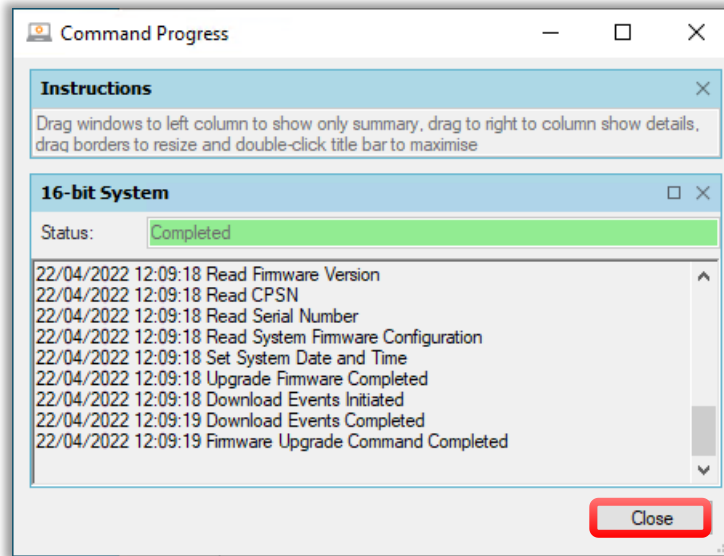 Command Progress
Instructions
Drag windows to left column to show only summary, drag to right to column show details,
drag borders to resize and double-click title bar to maximise
16-bit System
Status:
Completed
22/04/2022 12:09:18 Read Firmware Version
22/04/2022 12:09:18 Read CPSN
22/04/2022 12:09:18 Read Serial Number
22/04/2022 12:09:18 Read System Firmware Configuration
22/04/2022 12:09:18 Set System Date and Time
22/04/2022 12:09:18 Upgrade Firmware Completed
22/04/2022 12:09:18 Download Events Initiated
22/04/2022 12:09:19 Download Events Completed
22/04/2022 12:09:19 Firmware Upgrade Command Completed
Close